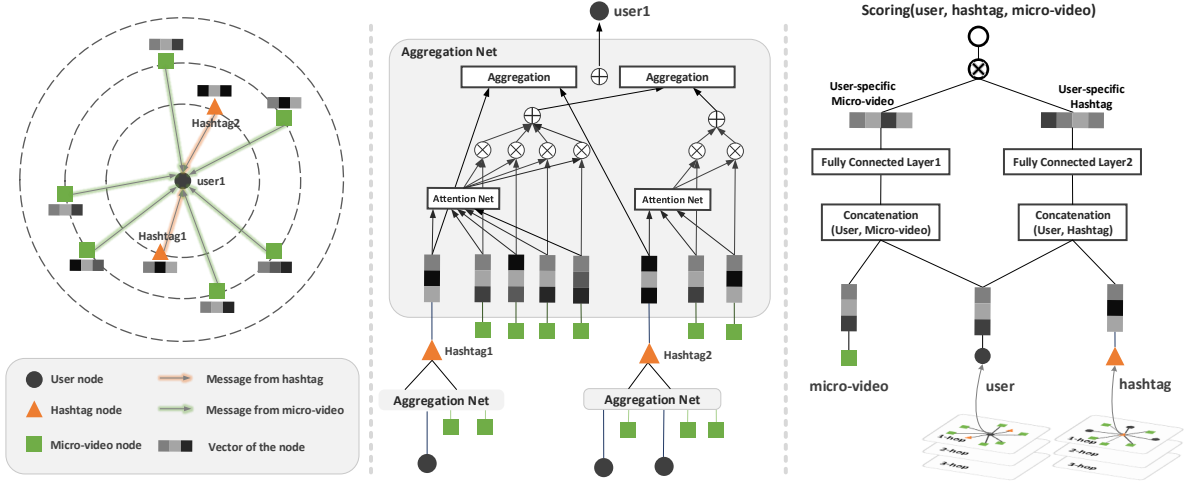 Hashtag2
user1
Hashtag1
User node
Message from hashtag
Hashtag node
Message from micro-video
Micro-video node
Vector of the node
user1
Aggregation Net
Aggregation
Aggregation
Attention Net
Attention Net
Hashtag1
Hashtag2
Aggregation Net
Aggregation Net
Scoring(user, hashtag, micro-video)
User-specific
Micro-video
User-specific
Hashtag
Fully Connected Layer1
Fully Connected Layer2
Concatenation
(User, Micro-video)
Concatenation
(User, Hashtag)
micro-video
user
hashtag
1-hop
2-hop
3-hop
1-hop
2-hop
3-hop